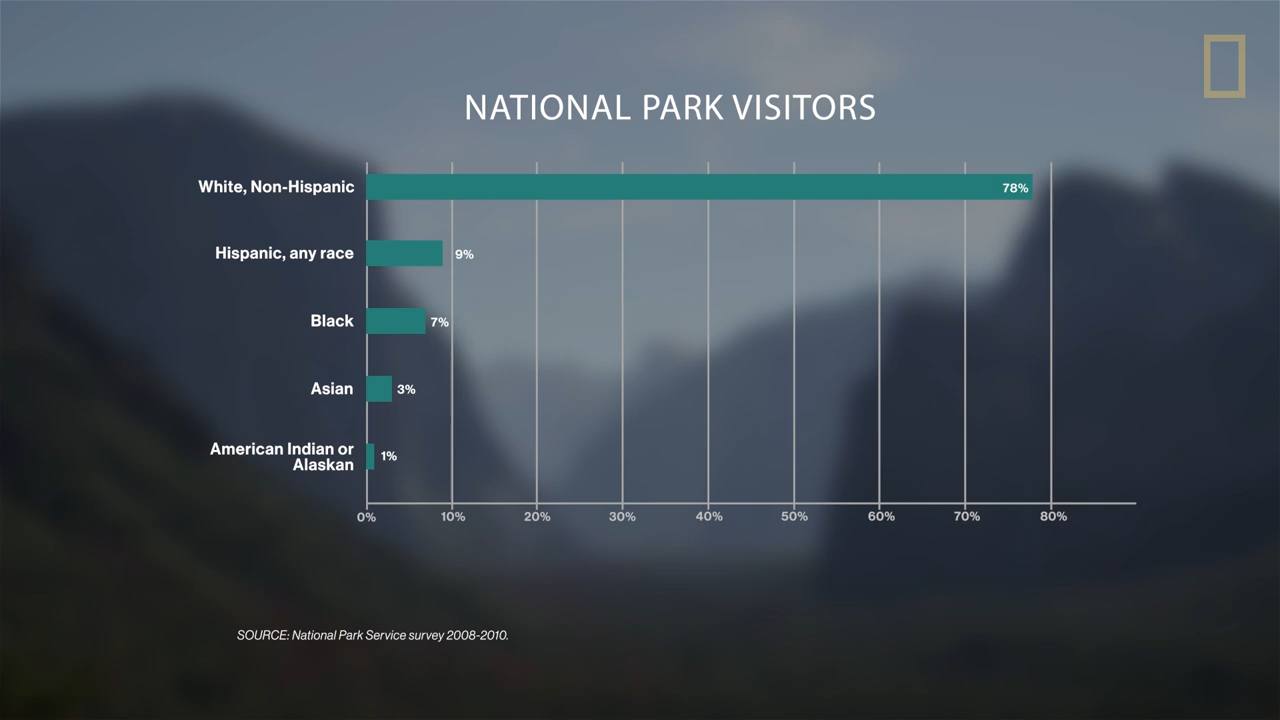 NATIONAL PARK VISITORS
White, Non-Hispanic 78%
Hispanic, any race 9%
Black 7%
Asian 3%
American Indian or
Alaskan 1%
0% 10% 20% 30% 40% 50% 60% 70% 80%
SOURCE: National Park Service survey 2008-2010.